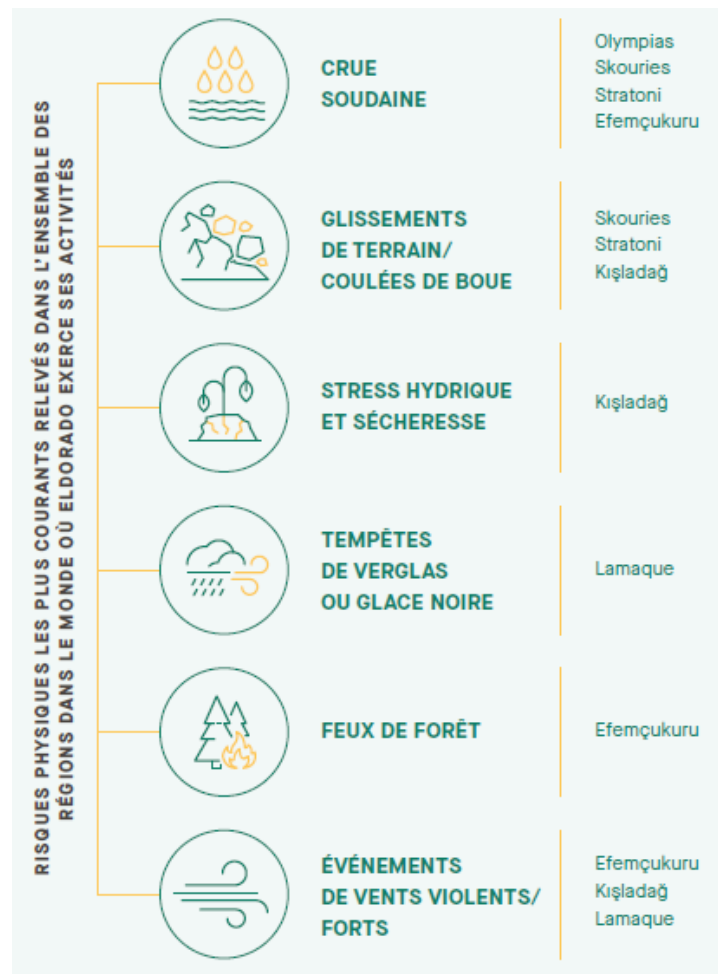 RISQUES PHYSIQUES LES PLUS COURANTS RELEVÉS DANS L'ENSEMBLE DES
RÉGIONS DANS LE MONDE OÙ ELDORADO EXERCE SES ACTIVITÉS
CRUE
SOUDAINE
Olympias
Skouries
Stratoni
Efemçukuru
GLISSEMENTS
DE TERRAIN/
COULÉES DE BOUE
Skouries
Stratoni
Kışladağ
STRESS HYDRIQUE
ET SÉCHERESSE
Kışladağ
TEMPÊTES
DE VERGLAS
OU GLACE NOIRE
Lamaque
FEUX DE FORÊT
Efemçukuru
ÉVÉNEMENTS
DE VENTS VIOLENTS/
FORTS
Efemçukuru
Kışladağ
Lamaque